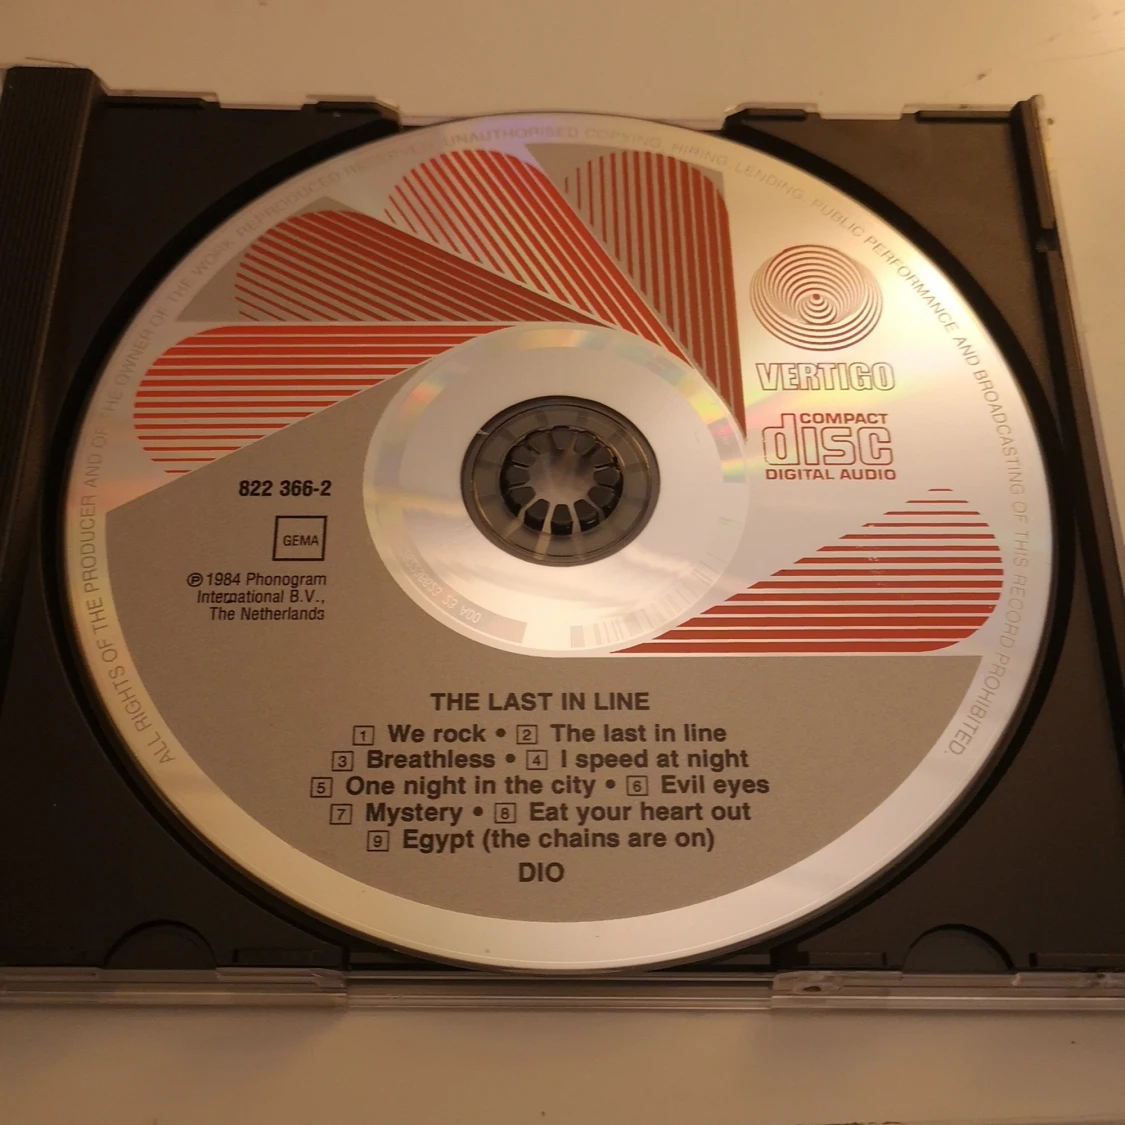 ALL RIGHTS OF THE PRODUCER AND OF THE OWNER OF THE WORK REPRODUCED RESERVED. UNAUTHORISED COPYING, HIRING, LENDING, PUBLIC PERFORMANCE AND BROADCASTING OF THIS RECORD PROHIBITED.
VERTIGO
COMPACT
disc
DIGITAL AUDIO
822 366-2
GEMA
℗ 1984 Phonogram
International B.V.,
The Netherlands
THE LAST IN LINE
1 We rock • 2 The last in line
3 Breathless • 4 I speed at night
5 One night in the city • 6 Evil eyes
7 Mystery • 8 Eat your heart out
9 Egypt (the chains are on)
DIO